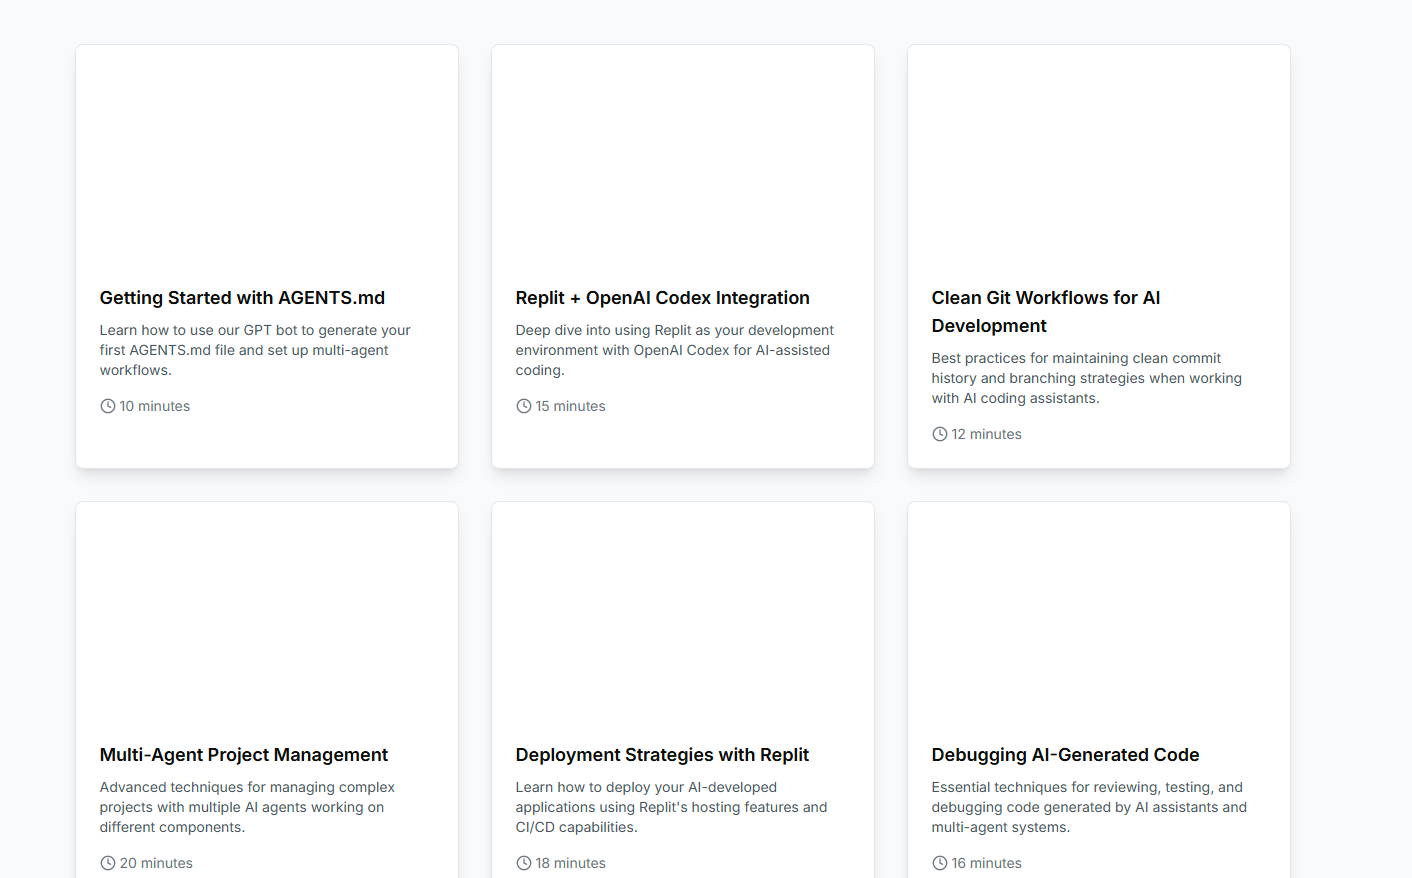 Getting Started with AGENTS.md
Learn how to use our GPT bot to generate your
first AGENTS.md file and set up multi-agent
workflows.
10 minutes
Replit + OpenAI Codex Integration
Deep dive into using Replit as your development
environment with OpenAI Codex for AI-assisted
coding.
15 minutes
Clean Git Workflows for AI
Development
Best practices for maintaining clean commit
history and branching strategies when working
with AI coding assistants.
12 minutes
Multi-Agent Project Management
Advanced techniques for managing complex
projects with multiple AI agents working on
different components.
20 minutes
Deployment Strategies with Replit
Learn how to deploy your AI-developed
applications using Replit's hosting features and
CI/CD capabilities.
18 minutes
Debugging AI-Generated Code
Essential techniques for reviewing, testing, and
debugging code generated by AI assistants and
multi-agent systems.
16 minutes